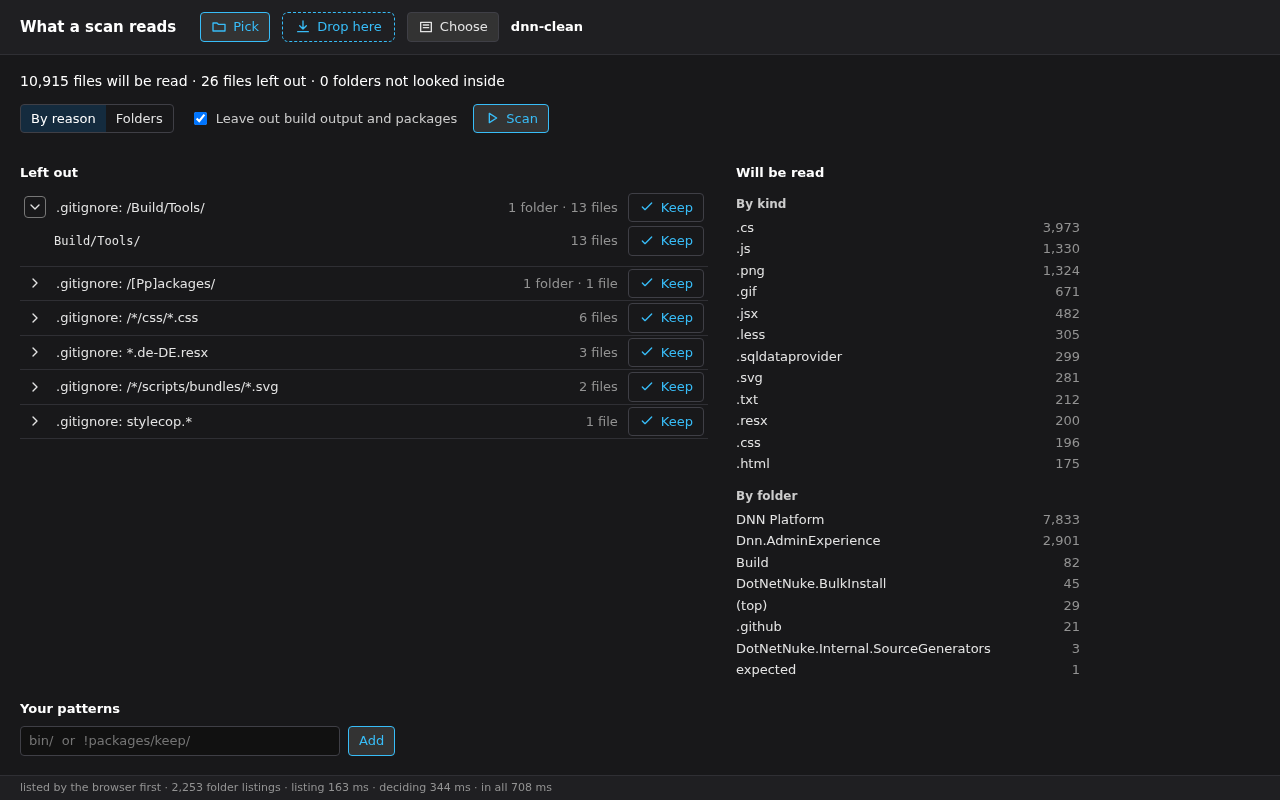 What a scan reads Pick Drop here Choose dnn-clean
10,915 files will be read · 26 files left out · 0 folders not looked inside
By reason Folders Leave out build output and packages Scan
Left out
.gitignore: /Build/Tools/ 1 folder · 13 files Keep
Build/Tools/ 13 files Keep
.gitignore: /[Pp]ackages/ 1 folder · 1 file Keep
.gitignore: /*/css/*.css 6 files Keep
.gitignore: *.de-DE.resx 3 files Keep
.gitignore: /*/scripts/bundles/*.svg 2 files Keep
.gitignore: stylecop.* 1 file Keep
Will be read
By kind
.cs 3,973
.js 1,330
.png 1,324
.gif 671
.jsx 482
.less 305
.sqldataprovider 299
.svg 281
.txt 212
.resx 200
.css 196
.html 175
By folder
DNN Platform 7,833
Dnn.AdminExperience 2,901
Build 82
DotNetNuke.BulkInstall 45
(top) 29
.github 21
DotNetNuke.Internal.SourceGenerators 3
expected 1
Your patterns
bin/ or !packages/keep/ Add
listed by the browser first · 2,253 folder listings · listing 163 ms · deciding 344 ms · in all 708 ms